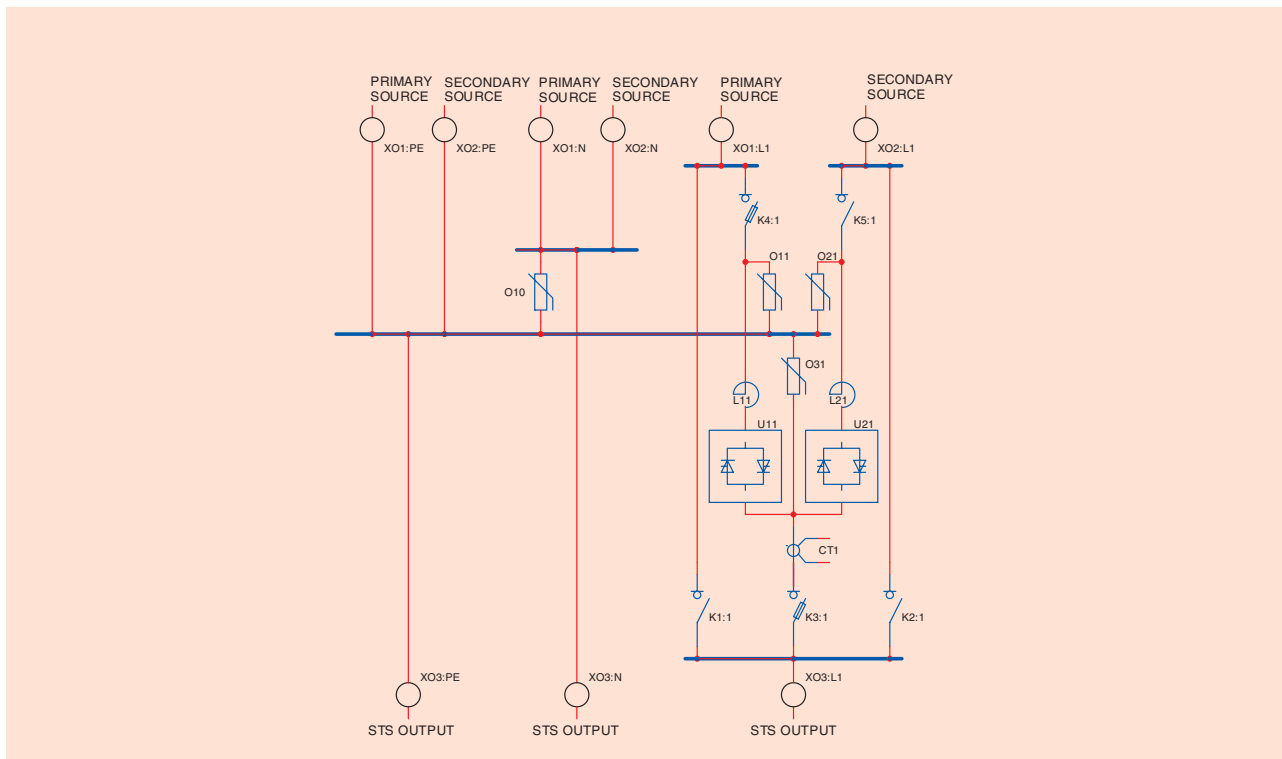 PRIMARY
SOURCE
SECONDARY
SOURCE
PRIMARY
SOURCE
SECONDARY
SOURCE
PRIMARY
SOURCE
SECONDARY
SOURCE
XO1:PE
XO2:PE
XO1:N
XO2:N
XO1:L1
XO2:L1
K4:1
K5:1
O11
O21
O10
O31
L11
L21
U11
U21
CT1
K1:1
K3:1
K2:1
XO3:PE
XO3:N
XO3:L1
STS OUTPUT
STS OUTPUT
STS OUTPUT